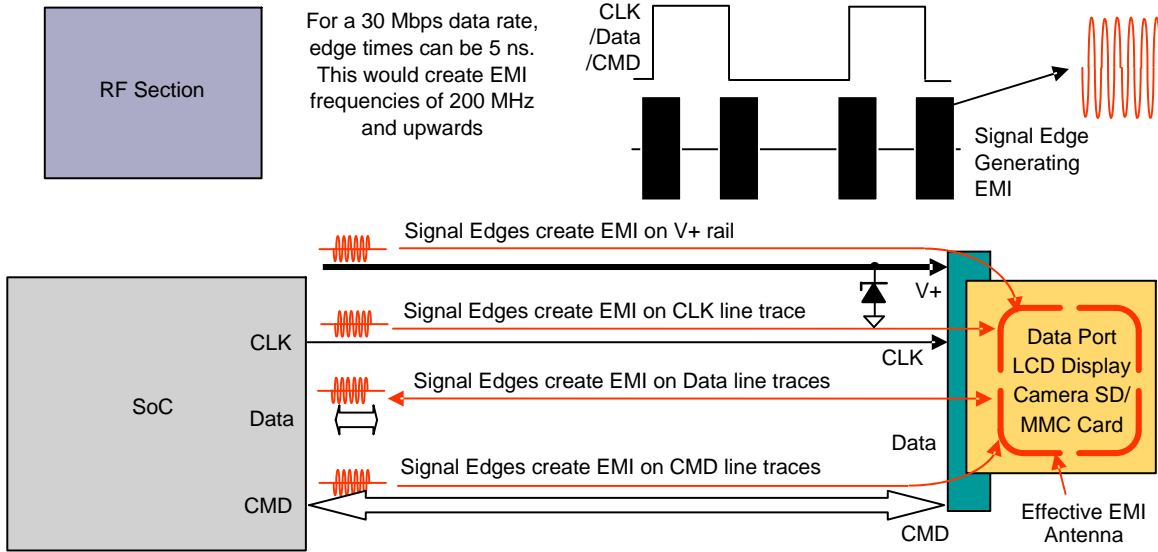 RF Section
For a 30 Mbps data rate,
edge times can be 5 ns.
This would create EMI
frequencies of 200 MHz
and upwards
CLK
/Data
/CMD
Signal Edge
Generating
EMI
Signal Edges create EMI on V+ rail
V+
Signal Edges create EMI on CLK line trace
CLK
CLK
Signal Edges create EMI on Data line traces
SoC
Data
Data
Signal Edges create EMI on CMD line traces
CMD
CMD
Data Port
LCD Display
Camera SD/
MMC Card
Effective EMI
Antenna